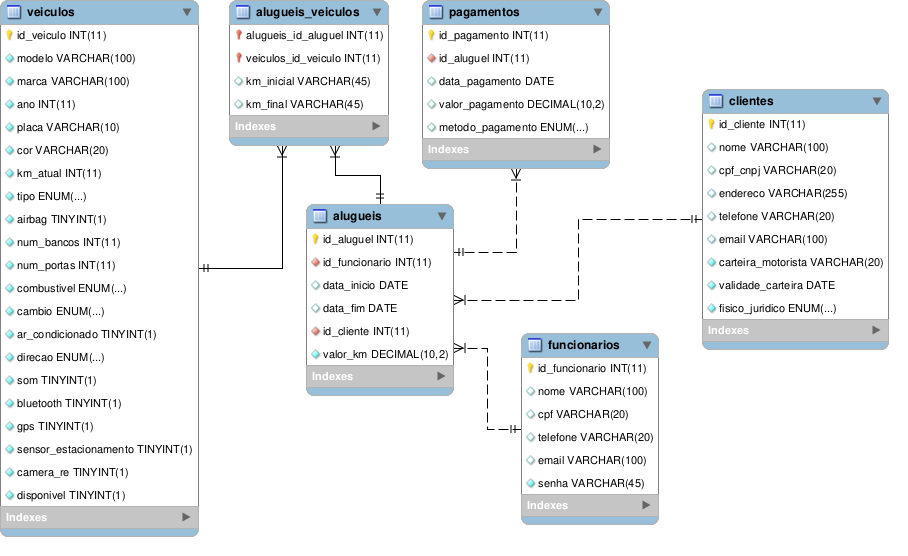 veiculos
id_veiculo INT(11)
modelo VARCHAR(100)
marca VARCHAR(100)
ano INT(11)
placa VARCHAR(10)
cor VARCHAR(20)
km_atual INT(11)
tipo ENUM(...)
airbag TINYINT(1)
num_bancos INT(11)
num_portas INT(11)
combustivel ENUM(...)
cambio ENUM(...)
ar_condicionado TINYINT(1)
direcao ENUM(...)
som TINYINT(1)
bluetooth TINYINT(1)
gps TINYINT(1)
sensor_estacionamento TINYINT(1)
camera_re TINYINT(1)
disponivel TINYINT(1)
Indexes
alugueis_veiculos
alugueis_id_aluguel INT(11)
veiculos_id_veiculo INT(11)
km_inicial VARCHAR(45)
km_final VARCHAR(45)
Indexes
pagamentos
id_pagamento INT(11)
id_aluguel INT(11)
data_pagamento DATE
valor_pagamento DECIMAL(10,2)
metodo_pagamento ENUM(...)
Indexes
clientes
id_cliente INT(11)
nome VARCHAR(100)
cpf_cnpj VARCHAR(20)
endereco VARCHAR(255)
telefone VARCHAR(20)
email VARCHAR(100)
carteira_motorista VARCHAR(20)
validade_carteira DATE
fisico_juridico ENUM(...)
Indexes
alugueis
id_aluguel INT(11)
id_funcionario INT(11)
data_inicio DATE
data_fim DATE
id_cliente INT(11)
valor_km DECIMAL(10,2)
Indexes
funcionarios
id_funcionario INT(11)
nome VARCHAR(100)
cpf VARCHAR(20)
telefone VARCHAR(20)
email VARCHAR(100)
senha VARCHAR(45)
Indexes